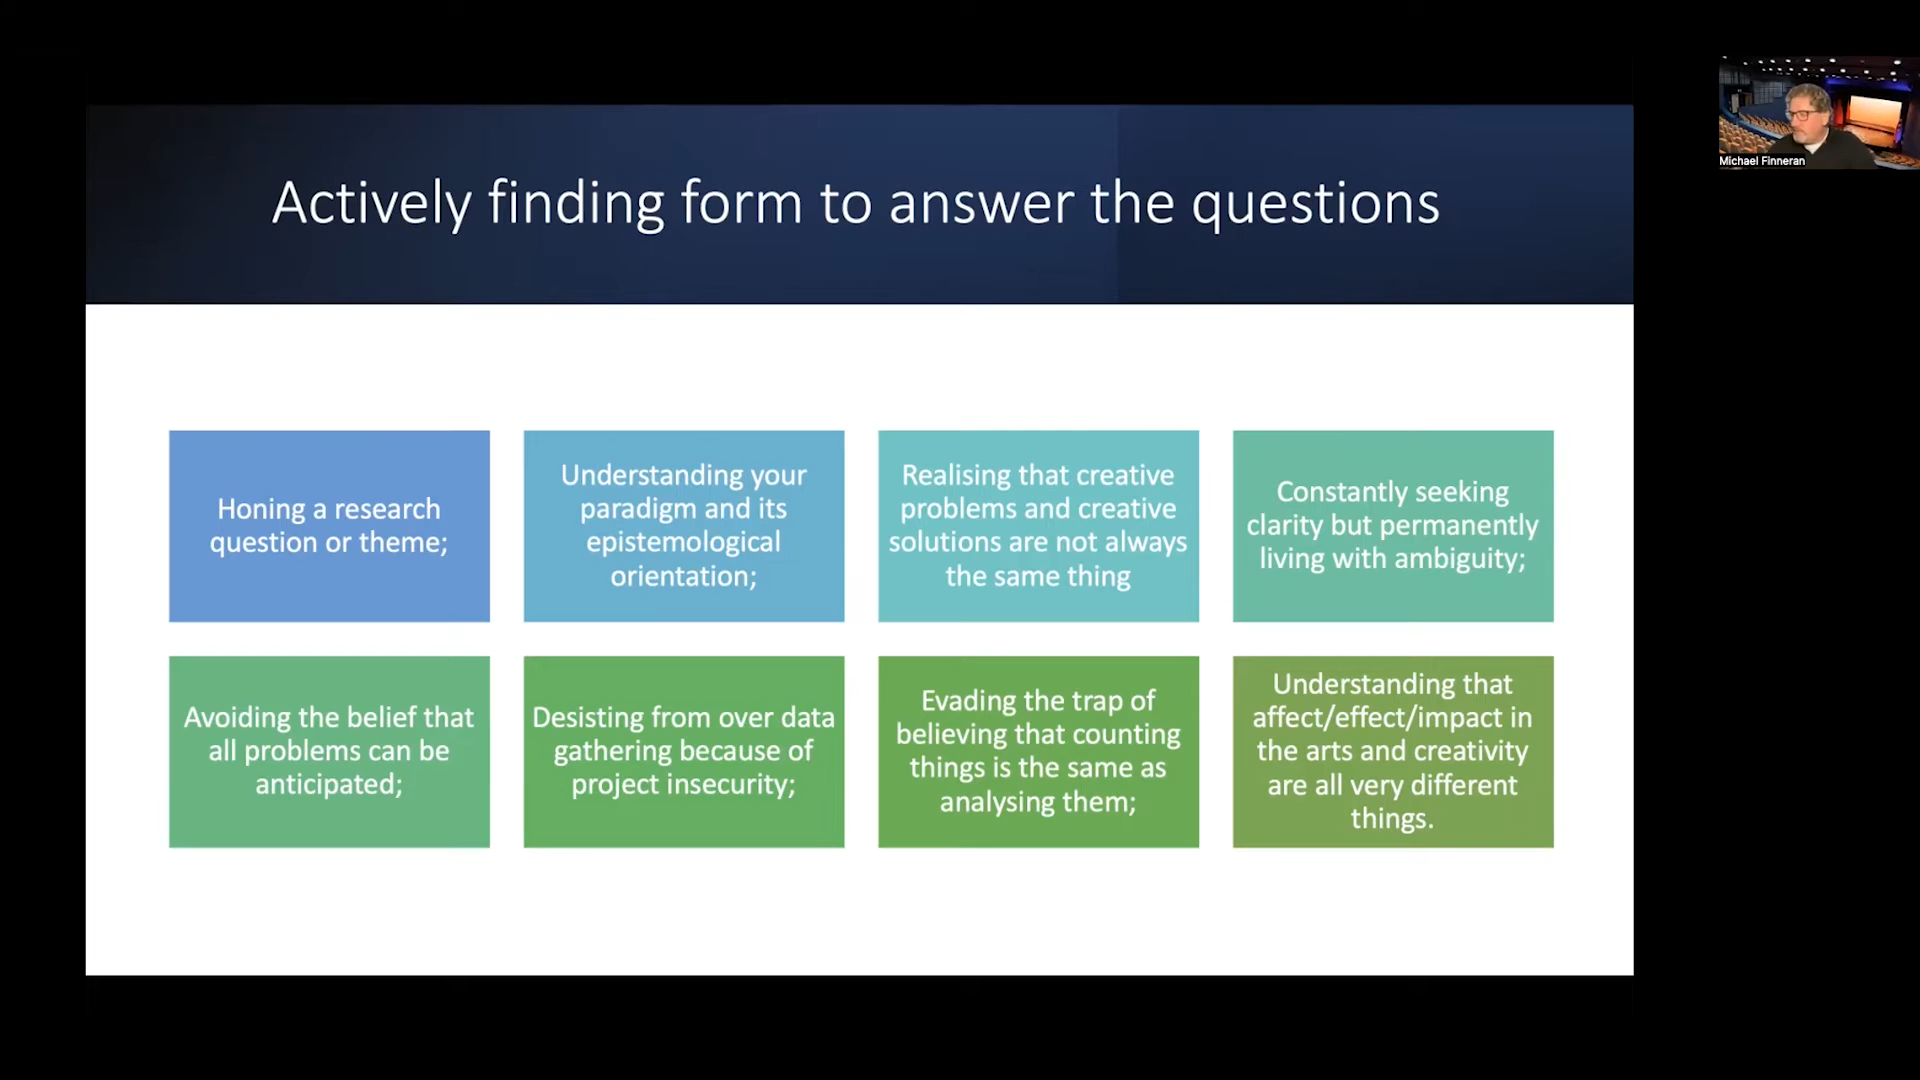 Actively finding form to answer the questions
Michael Finneran
Honing a research
question or theme;
Understanding your
paradigm and its
epistemological
orientation;
Realising that creative
problems and creative
solutions are not always
the same thing
Constantly seeking
clarity but permanently
living with ambiguity;
Avoiding the belief that
all problems can be
anticipated;
Desisting from over data
gathering because of
project insecurity;
Evading the trap of
believing that counting
things is the same as
analysing them;
Understanding that
affect/effect/impact in
the arts and creativity
are all very different
things.